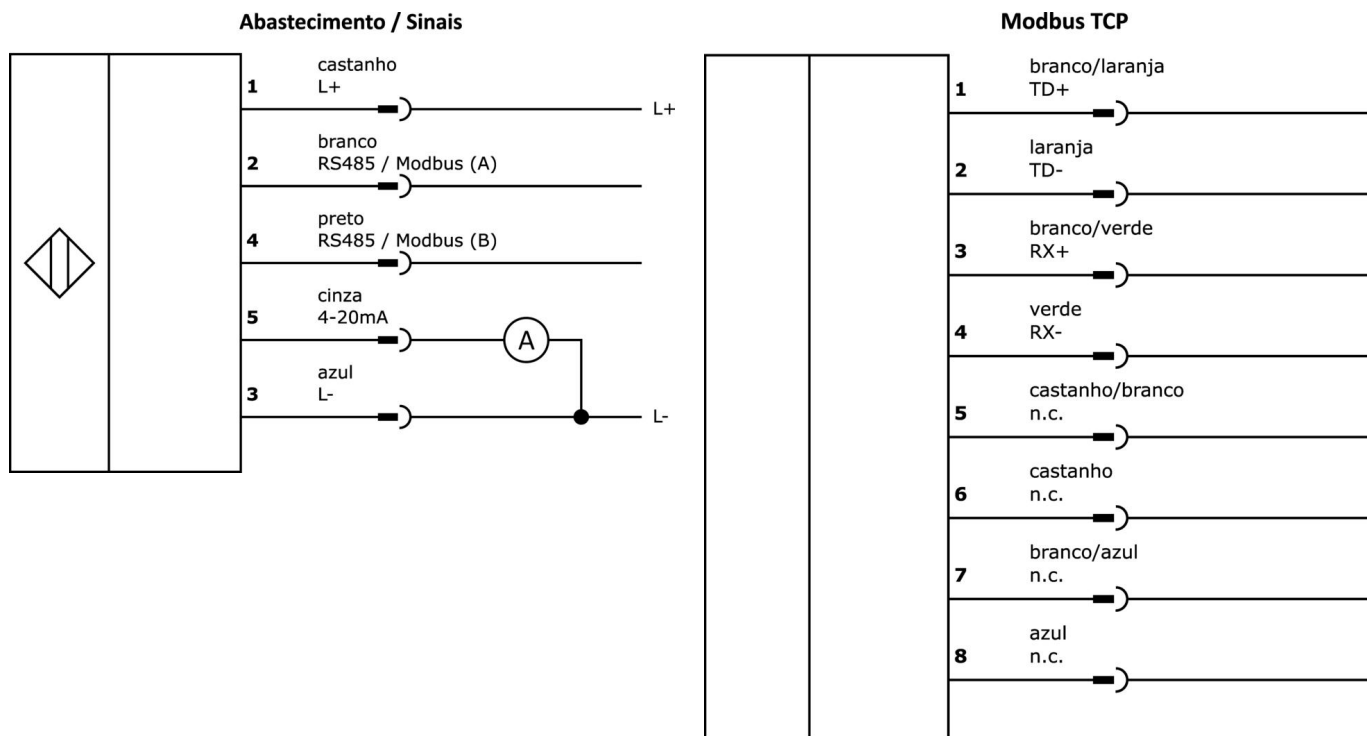 Abastecimento / Sinais
castanho
1 L+
L+
branco
2 RS485 / Modbus (A)
preto
4 RS485 / Modbus (B)
cinza
5 4-20mA
A
azul
3 L-
L-
Modbus TCP
branco/laranja
1 TD+
laranja
2 TD-
branco/verde
3 RX+
verde
4 RX-
castanho/branco
5 n.c.
castanho
6 n.c.
branco/azul
7 n.c.
azul
8 n.c.